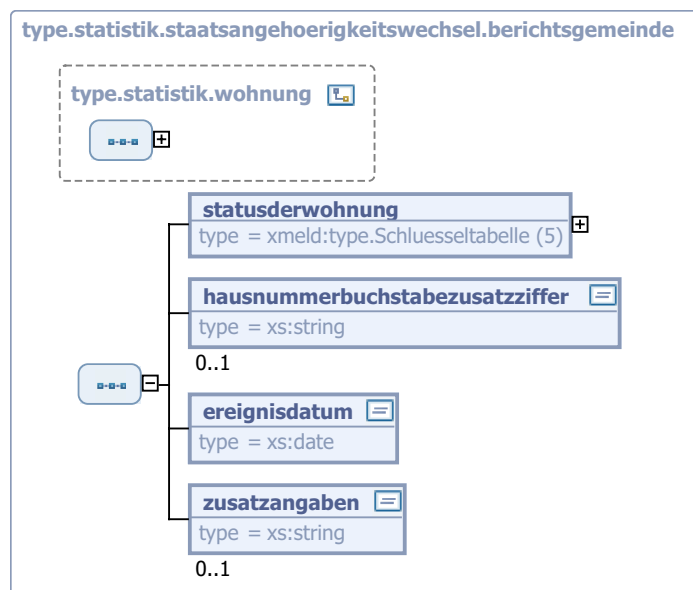 type.statistik.staatsangehoerigkeitswechsel.berichtsgemeinde
type.statistik.wohnung
statusderwohnung
type = xmeld:type.Schluesseltabelle (5)
hausnummerbuchstabezusatzziffer
type = xs:string
0..1
ereignisdatum
type = xs:date
zusatzangaben
type = xs:string
0..1